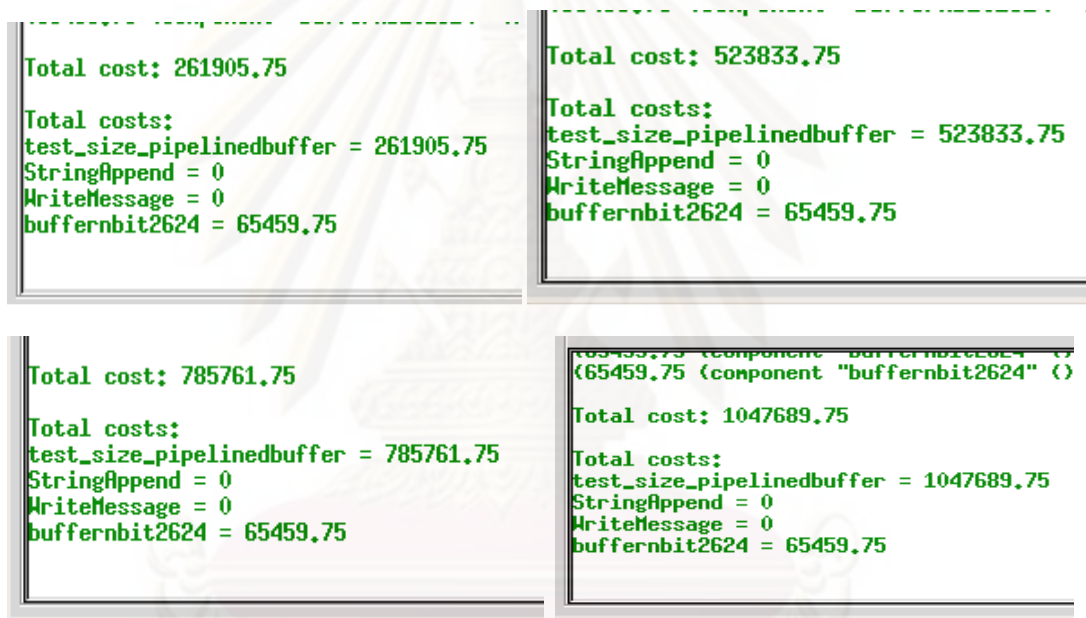 Total cost: 261905.75
Total costs:
test_size_pipelinedbuffer = 261905.75
StringAppend = 0
WriteMessage = 0
buffernbit2624 = 65459.75
Total cost: 523833.75
Total costs:
test_size_pipelinedbuffer = 523833.75
StringAppend = 0
WriteMessage = 0
buffernbit2624 = 65459.75
Total cost: 785761.75
Total costs:
test_size_pipelinedbuffer = 785761.75
StringAppend = 0
WriteMessage = 0
buffernbit2624 = 65459.75
(65459.75 (component "buffernbit2624" ()
Total cost: 1047689.75
Total costs:
test_size_pipelinedbuffer = 1047689.75
StringAppend = 0
WriteMessage = 0
buffernbit2624 = 65459.75